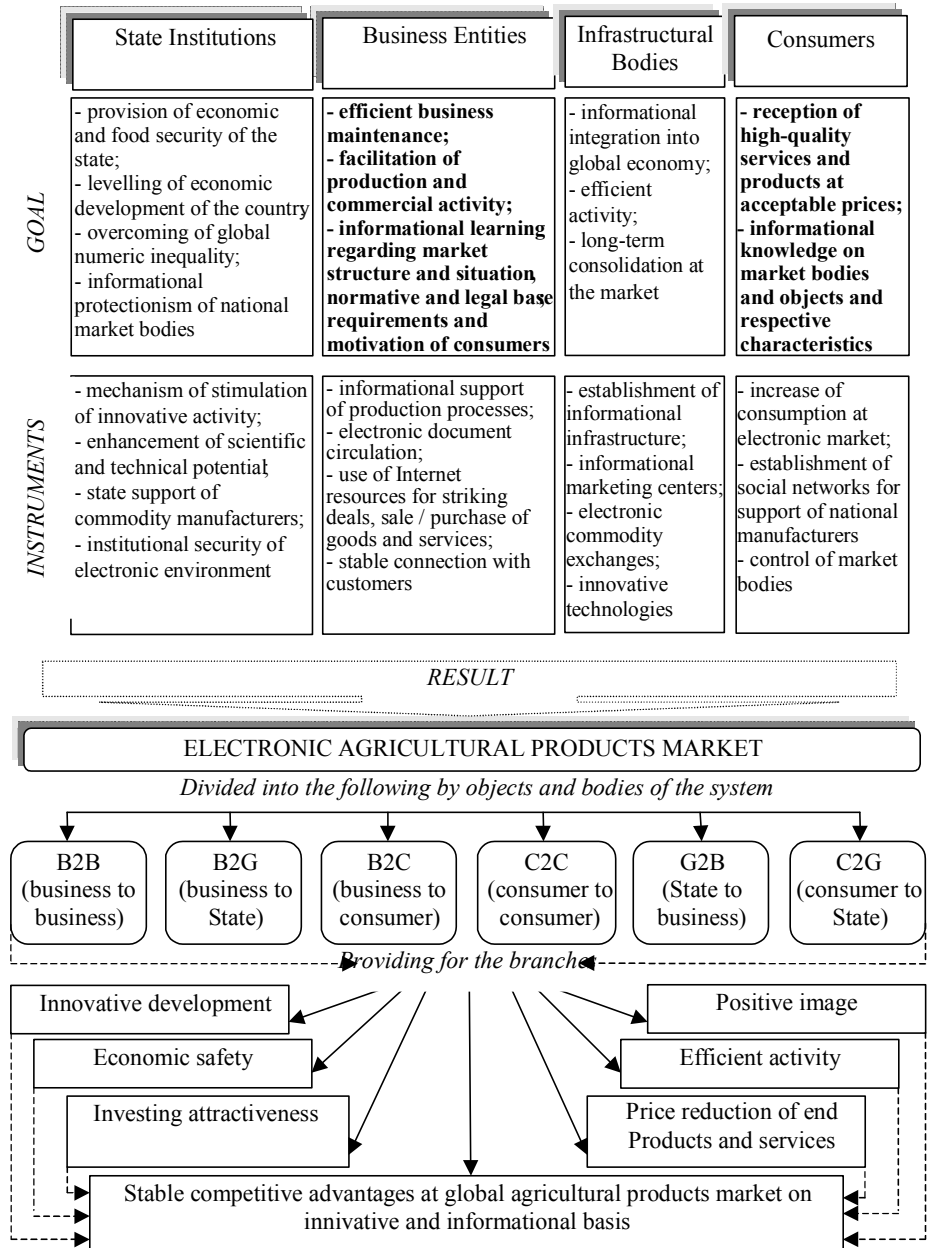 State Institutions
Business Entities
Infrastructural
Bodies
Consumers
GOAL
- provision of economic
and food security of the
state;
- levelling of economic
development of the country
- overcoming of global
numeric inequality;
- informational
protectionism of national
market bodies
- efficient business
maintenance;
- facilitation of
production and
commercial activity;
- informational learning
regarding market
structure and situation,
normative and legal base,
requirements and
motivation of consumers
- informational
integration into
global economy;
- efficient
activity;
- long-term
consolidation at
the market
- reception of
high-quality
services and
products at
acceptable prices;
- informational
knowledge on
market bodies
and objects and
respective
characteristics
INSTRUMENTS
- mechanism of stimulation
of innovative activity;
- enhancement of scientific
and technical potential;
- state support of
commodity manufacturers;
- institutional security of
electronic environment
- informational support
of production processes;
- electronic document
circulation;
- use of Internet
resources for striking
deals, sale / purchase of
goods and services;
- stable connection with
customers
- establishment of
informational
infrastructure;
- informational
marketing centers;
- electronic
commodity
exchanges;
- innovative
technologies
- increase of
consumption at
electronic market;
- establishment of
social networks for
support of national
manufacturers
- control of market
bodies
RESULT
ELECTRONIC AGRICULTURAL PRODUCTS MARKET
Divided into the following by objects and bodies of the system
B2B
(business to
business)
B2G
(business to
State)
B2C
(business to
consumer)
C2C
(consumer to
consumer)
G2B
(State to
business)
C2G
(consumer to
State)
Providing for the branches
Innovative development
Positive image
Economic safety
Efficient activity
Investing attractiveness
Price reduction of end
Products and services
Stable competitive advantages at global agricultural products market on
innivative and informational basis